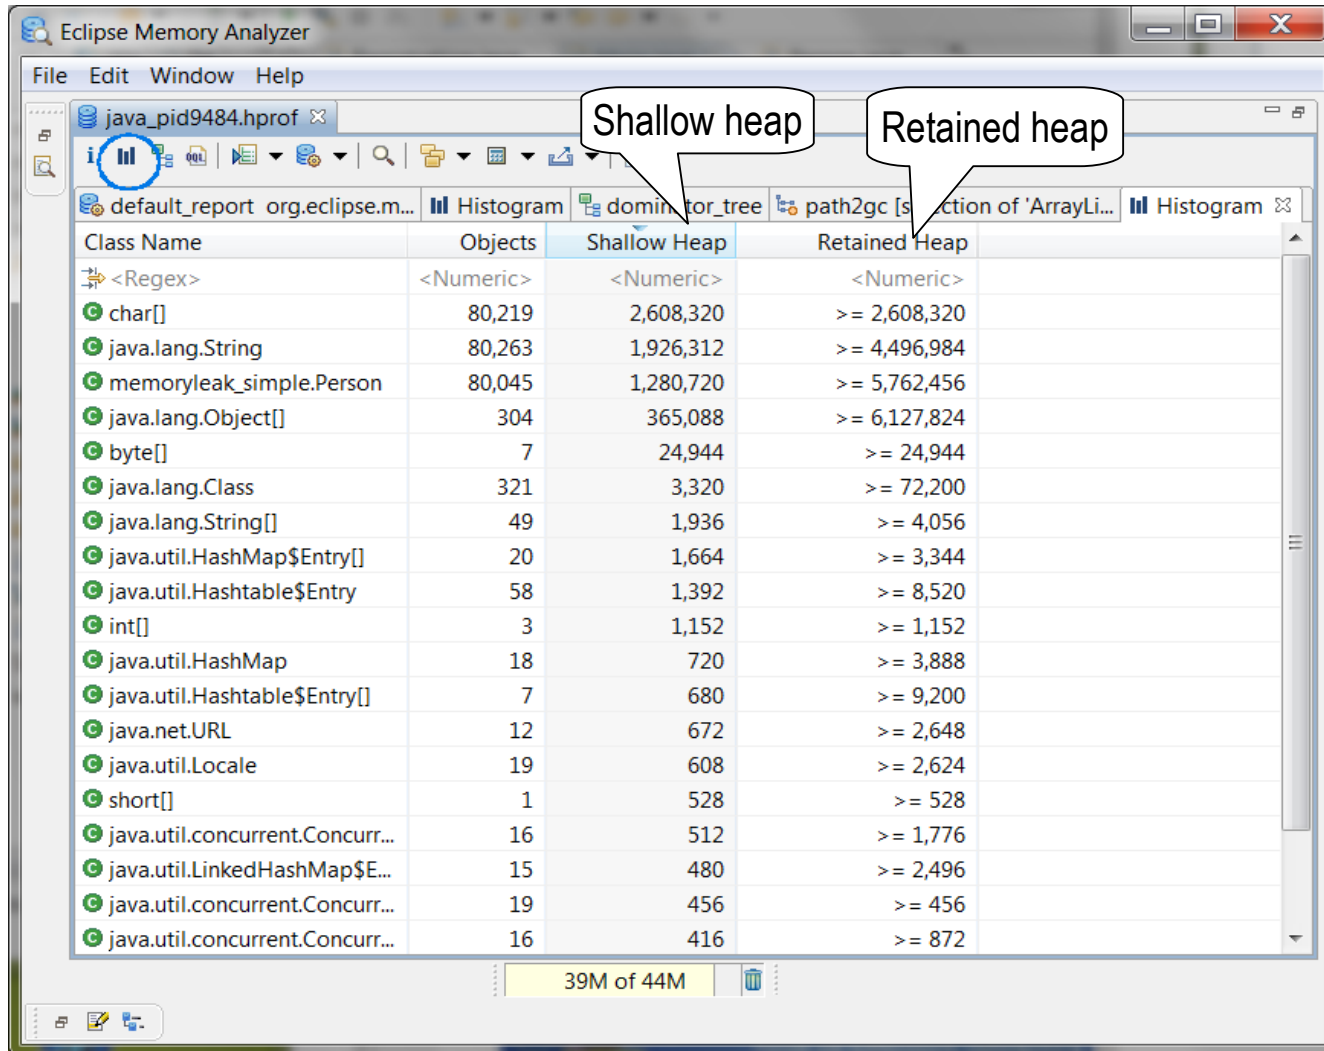 Eclipse Memory Analyzer
File Edit Window Help
java_pid9484.hprof
Shallow heap
Retained heap
i
OQL
default_report org.eclipse.m... Histogram dominator_tree path2gc [selection of 'ArrayLi... Histogram
Class Name Objects Shallow Heap Retained Heap
<Regex> <Numeric> <Numeric> <Numeric>
char[] 80,219 2,608,320 >= 2,608,320
java.lang.String 80,263 1,926,312 >= 4,496,984
memoryleak_simple.Person 80,045 1,280,720 >= 5,762,456
java.lang.Object[] 304 365,088 >= 6,127,824
byte[] 7 24,944 >= 24,944
java.lang.Class 321 3,320 >= 72,200
java.lang.String[] 49 1,936 >= 4,056
java.util.HashMap$Entry[] 20 1,664 >= 3,344
java.util.Hashtable$Entry 58 1,392 >= 8,520
int[] 3 1,152 >= 1,152
java.util.HashMap 18 720 >= 3,888
java.util.Hashtable$Entry[] 7 680 >= 9,200
java.net.URL 12 672 >= 2,648
java.util.Locale 19 608 >= 2,624
short[] 1 528 >= 528
java.util.concurrent.Concurr... 16 512 >= 1,776
java.util.LinkedHashMap$E... 15 480 >= 2,496
java.util.concurrent.Concurr... 19 456 >= 456
java.util.concurrent.Concurr... 16 416 >= 872
39M of 44M